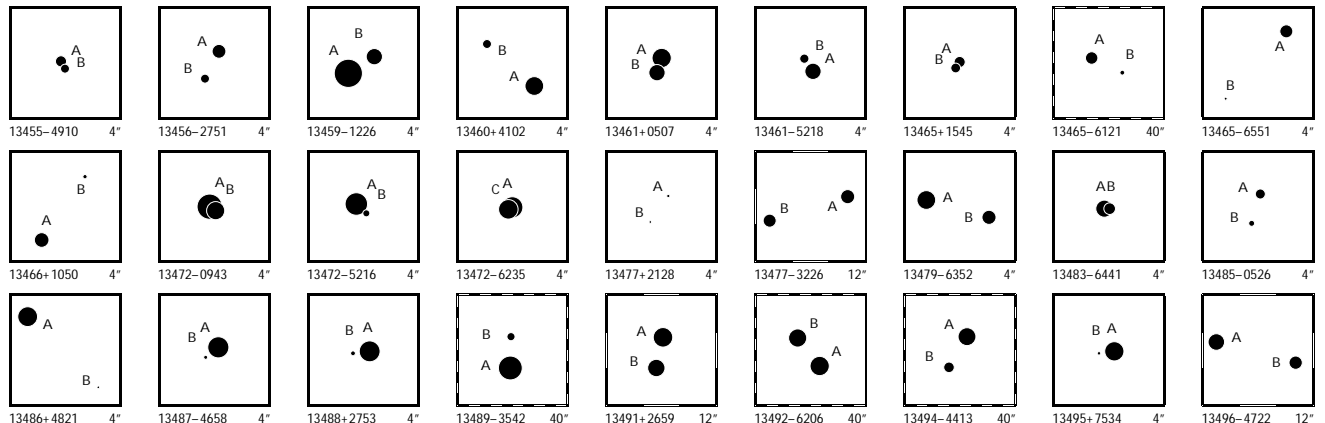 A B A B A B B A A B B A A B A B A B
13455–4910 4″ 13456–2751 4″ 13459–1226 4″ 13460+4102 4″ 13461+0507 4″ 13461–5218 4″ 13465+1545 4″ 13465–6121 40″ 13465–6551 4″
B A A B A B C A A B B A A B A B A B
13466+1050 4″ 13472–0943 4″ 13472–5216 4″ 13472–6235 4″ 13477+2128 4″ 13477–3226 12″ 13479–6352 4″ 13483–6441 4″ 13485–0526 4″
A B A B B A B A A B B A A B B A A B
13486+4821 4″ 13487–4658 4″ 13488+2753 4″ 13489–3542 40″ 13491+2659 12″ 13492–6206 40″ 13494–4413 40″ 13495+7534 4″ 13496–4722 12″